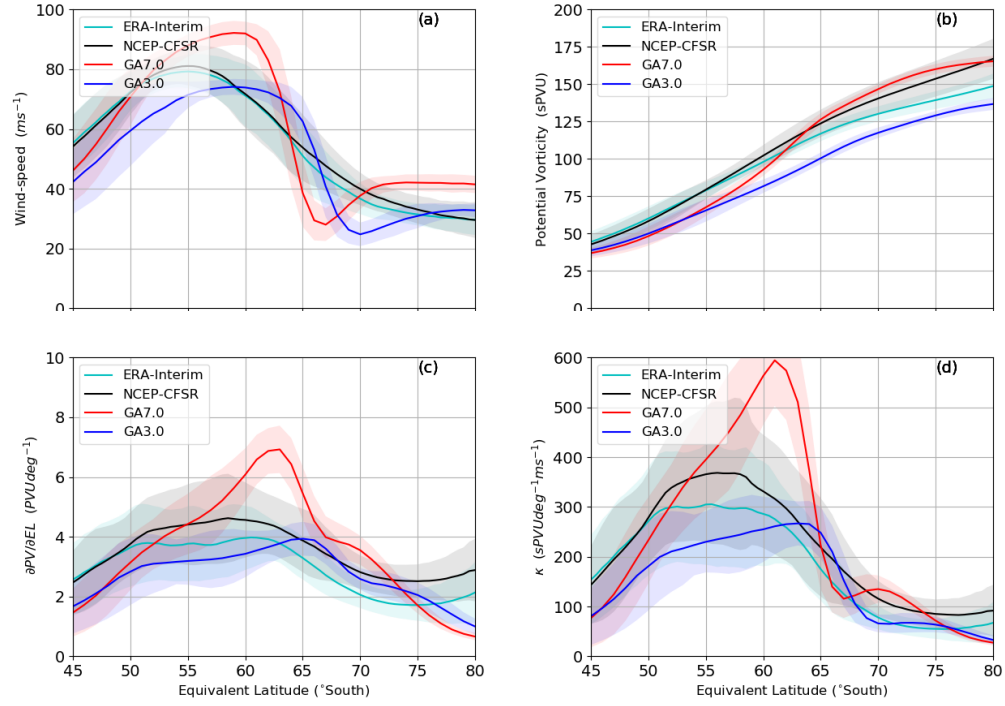 (a)
ERA-Interim
NCEP-CFSR
GA7.0
GA3.0
Wind-speed (ms⁻¹)
100
80
60
40
20
0
(b)
ERA-Interim
NCEP-CFSR
GA7.0
GA3.0
Potential Vorticity (sPVU)
200
175
150
125
100
75
50
25
0
(c)
ERA-Interim
NCEP-CFSR
GA7.0
GA3.0
∂PV/∂EL (PVUdeg⁻¹)
10
8
6
4
2
0
45 50 55 60 65 70 75 80
Equivalent Latitude (°South)
(d)
ERA-Interim
NCEP-CFSR
GA7.0
GA3.0
κ (sPVUdeg⁻¹ms⁻¹)
600
500
400
300
200
100
0
45 50 55 60 65 70 75 80
Equivalent Latitude (°South)